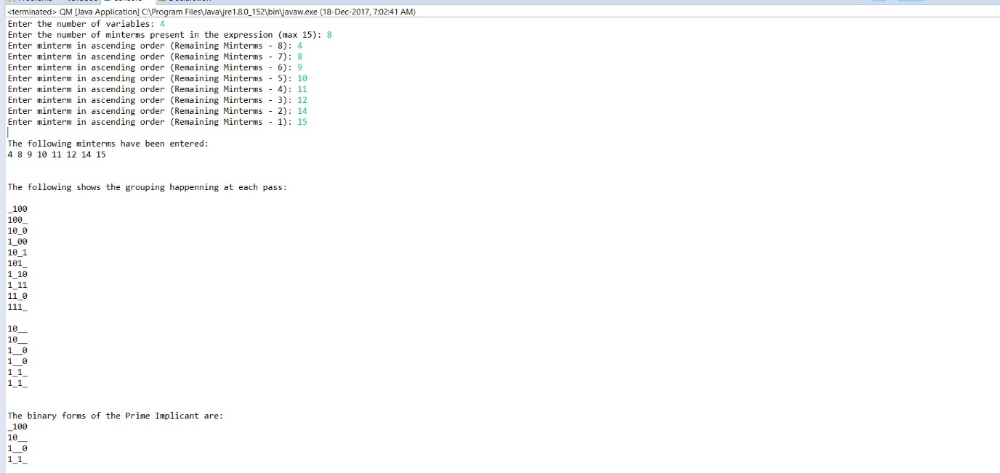 <terminated> QM [Java Application] C:\Program Files\Java\jre1.8.0_152\bin\javaw.exe (18-Dec-2017, 7:02:41 AM)
Enter the number of variables: 4
Enter the number of minterms present in the expression (max 15): 8
Enter minterm in ascending order (Remaining Minterms - 8): 4
Enter minterm in ascending order (Remaining Minterms - 7): 8
Enter minterm in ascending order (Remaining Minterms - 6): 9
Enter minterm in ascending order (Remaining Minterms - 5): 10
Enter minterm in ascending order (Remaining Minterms - 4): 11
Enter minterm in ascending order (Remaining Minterms - 3): 12
Enter minterm in ascending order (Remaining Minterms - 2): 14
Enter minterm in ascending order (Remaining Minterms - 1): 15
The following minterms have been entered:
4 8 9 10 11 12 14 15
The following shows the grouping happenning at each pass:
_100
100_
10_0
1_00
10_1
101_
1_10
1_11
11_0
111_
10__
10__
1__0
1__0
1_1_
1_1_
The binary forms of the Prime Implicant are:
_100
10__
1__0
1_1_